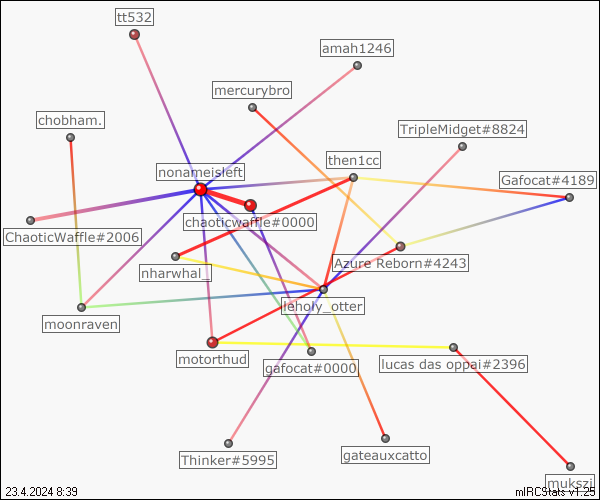 tt532
amah1246
mercurybro
chobham.
TripleMidget#8824
then1cc
nonameisleft
Gafocat#4189
chaoticwaffle#0000
ChaoticWaffle#2006
Azure Reborn#4243
nharwhal_
leholy_otter
moonraven
motorthud
gafocat#0000
lucas das oppai#2396
Thinker#5995
gateauxcatto
mukszi
23.4.2024 8:39
mIRCStats v1.25